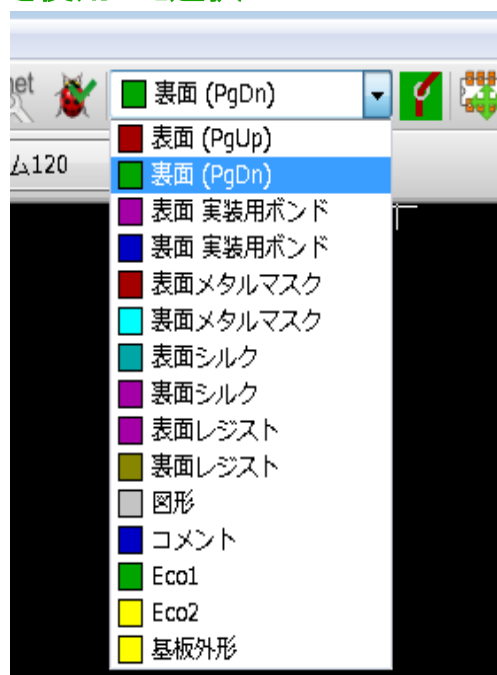 net
裏面 (PgDn)
ム120
表面 (PgUp)
裏面 (PgDn)
表面 実装用ボンド
裏面 実装用ボンド
表面メタルマスク
裏面メタルマスク
表面シルク
裏面シルク
表面レジスト
裏面レジスト
図形
コメント
Eco1
Eco2
基板外形